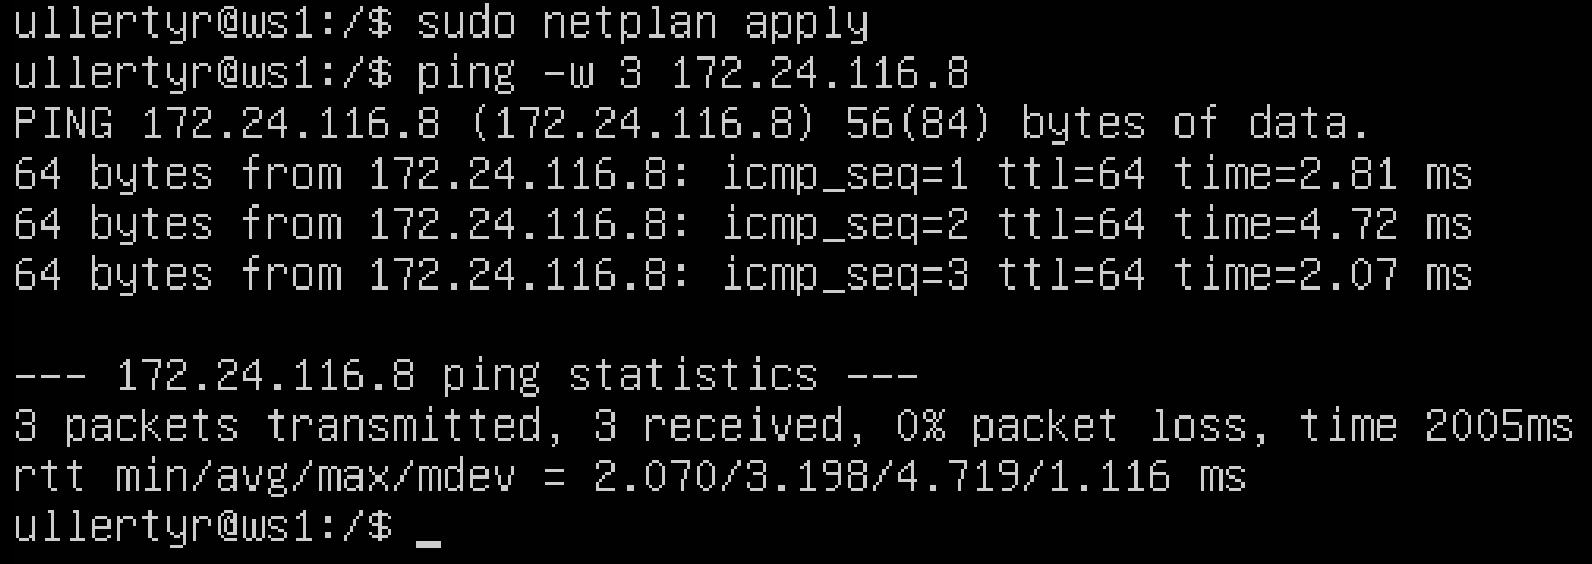 ullertyr@ws1:/$ sudo netplan apply
ullertyr@ws1:/$ ping -w 3 172.24.116.8
PING 172.24.116.8 (172.24.116.8) 56(84) bytes of data.
64 bytes from 172.24.116.8: icmp_seq=1 ttl=64 time=2.81 ms
64 bytes from 172.24.116.8: icmp_seq=2 ttl=64 time=4.72 ms
64 bytes from 172.24.116.8: icmp_seq=3 ttl=64 time=2.07 ms
--- 172.24.116.8 ping statistics ---
3 packets transmitted, 3 received, 0% packet loss, time 2005ms
rtt min/avg/max/mdev = 2.070/3.198/4.719/1.116 ms
ullertyr@ws1:/$ _